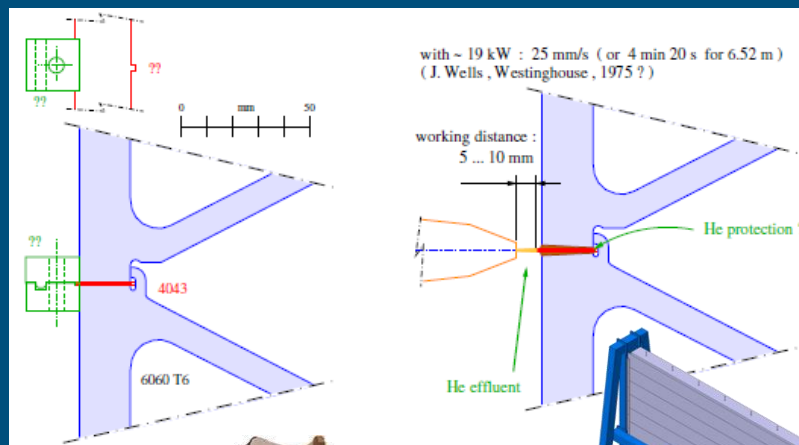 ??
??
0 mm 50
??
4043
6060 T6
with ~ 19 kW : 25 mm/s ( or 4 min 20 s for 6.52 m )
( J. Wells , Westinghouse , 1975 ? )
working distance :
5 ... 10 mm
He protection ?
He effluent